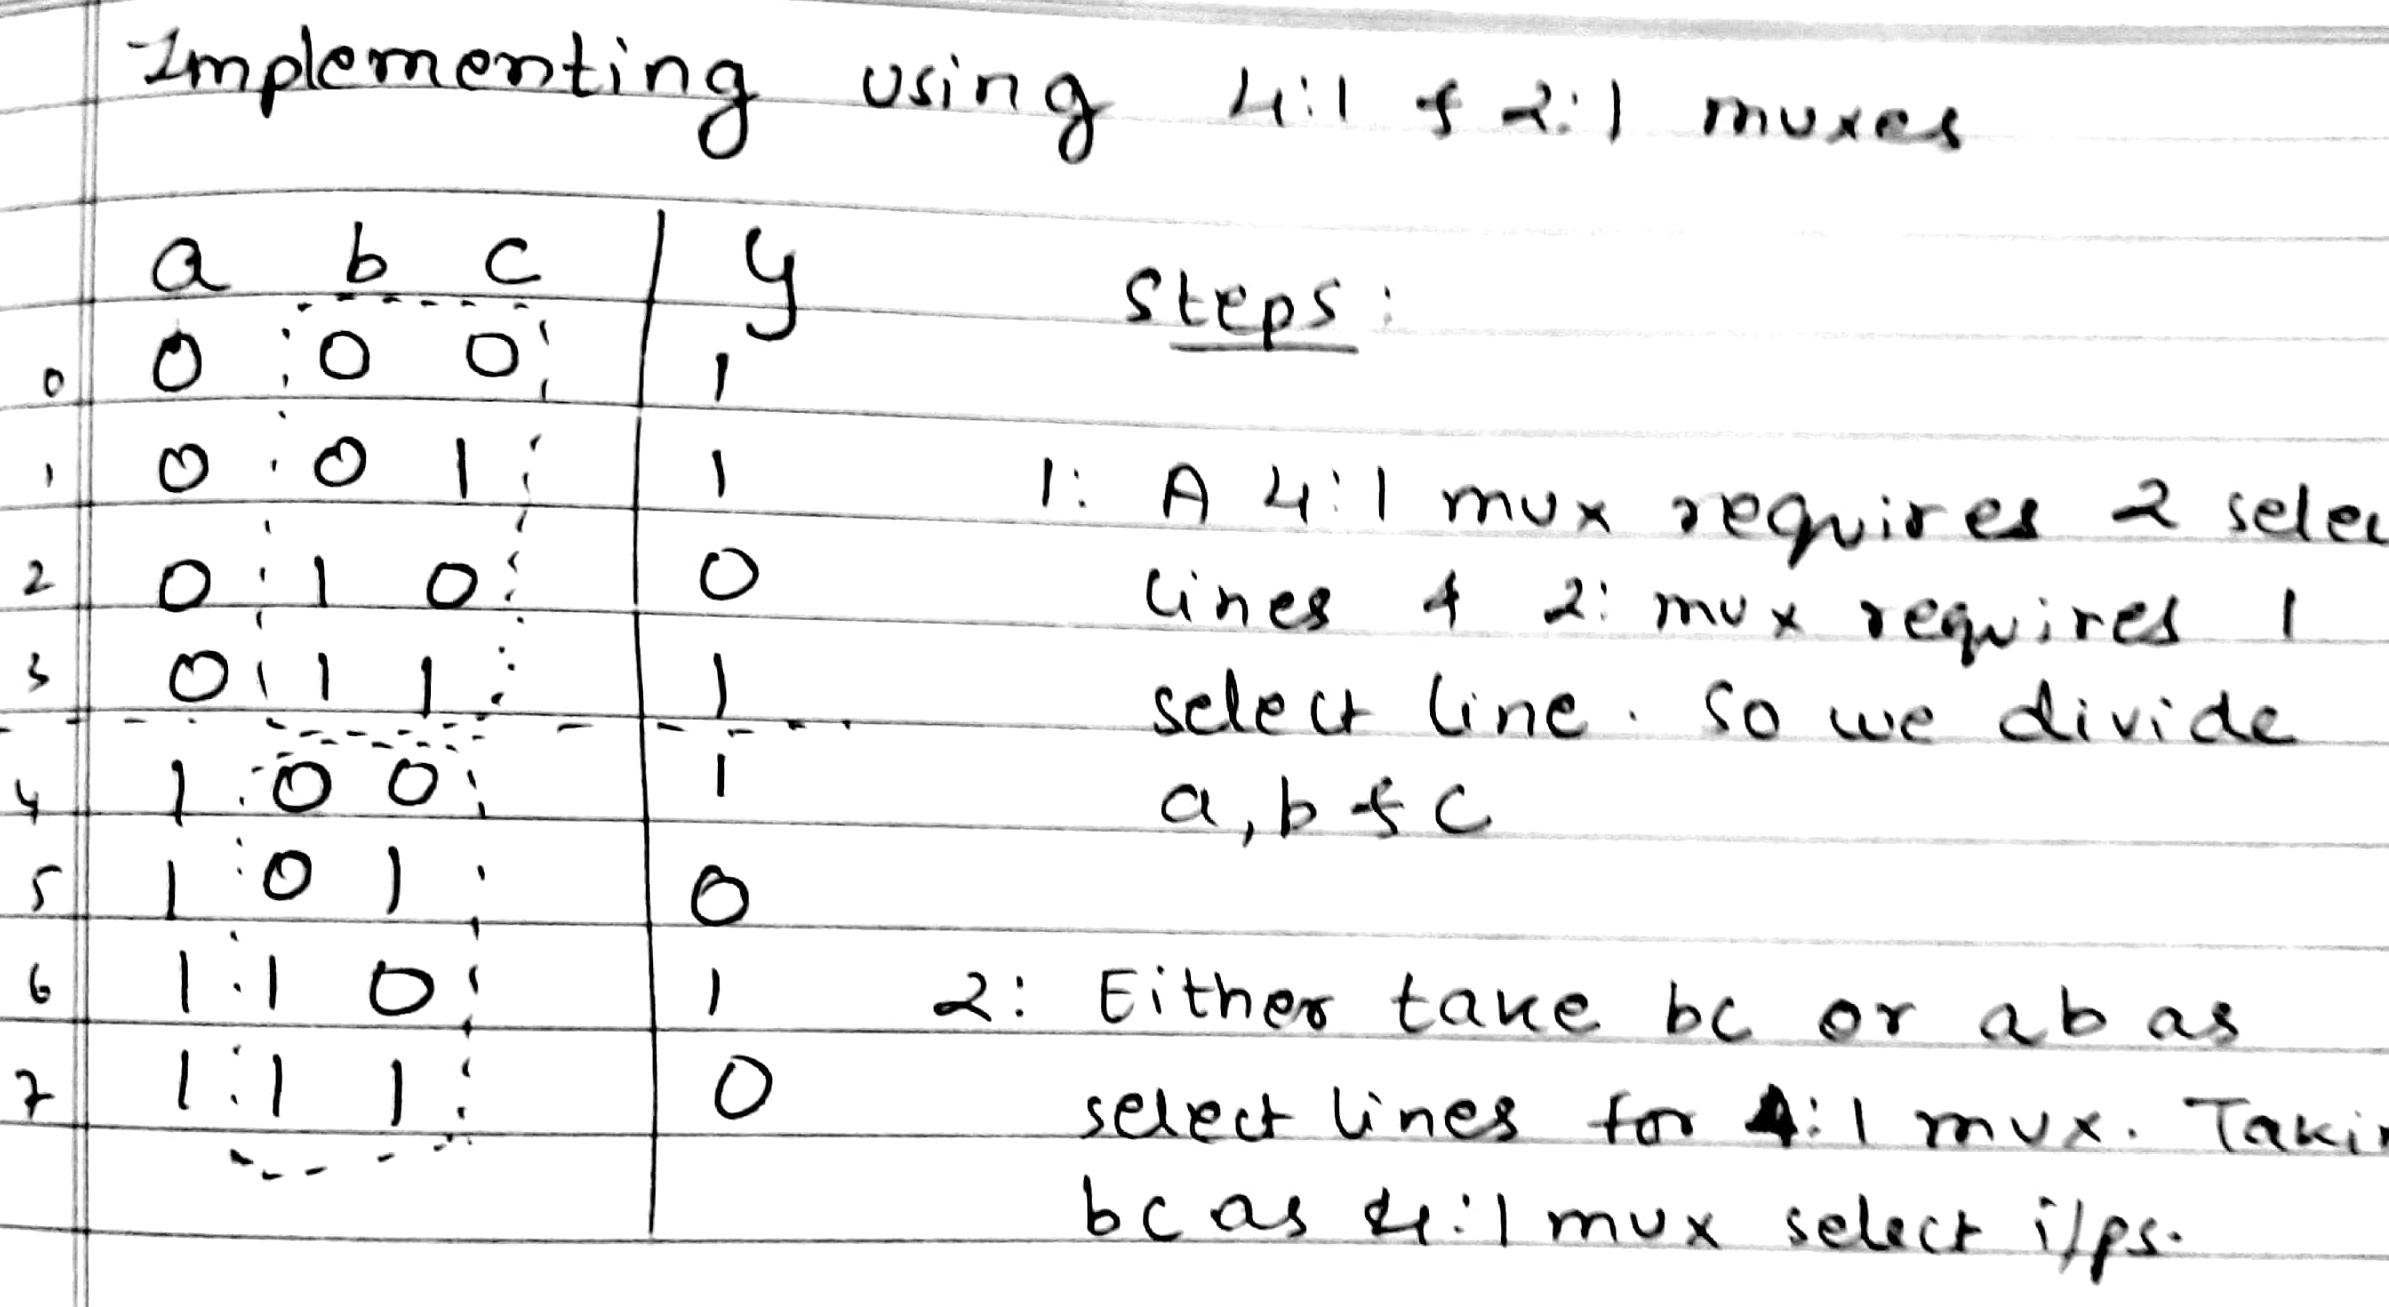 Implementing using 4:1 & 2:1 muxes
a b c y
Steps:
0 0 0 0 1
1 0 0 1 1
1: A 4:1 mux requires 2 selec
2 0 1 0 0
lines & 2: mux requires 1
3 0 1 1 1
select line. So we divide
4 1 0 0 1
a, b & c
5 1 0 1 0
6 1 1 0 1
2: Either take bc or ab as
7 1 1 1 0
select lines for 4:1 mux. Takin
bc as 4:1 mux select i/ps.